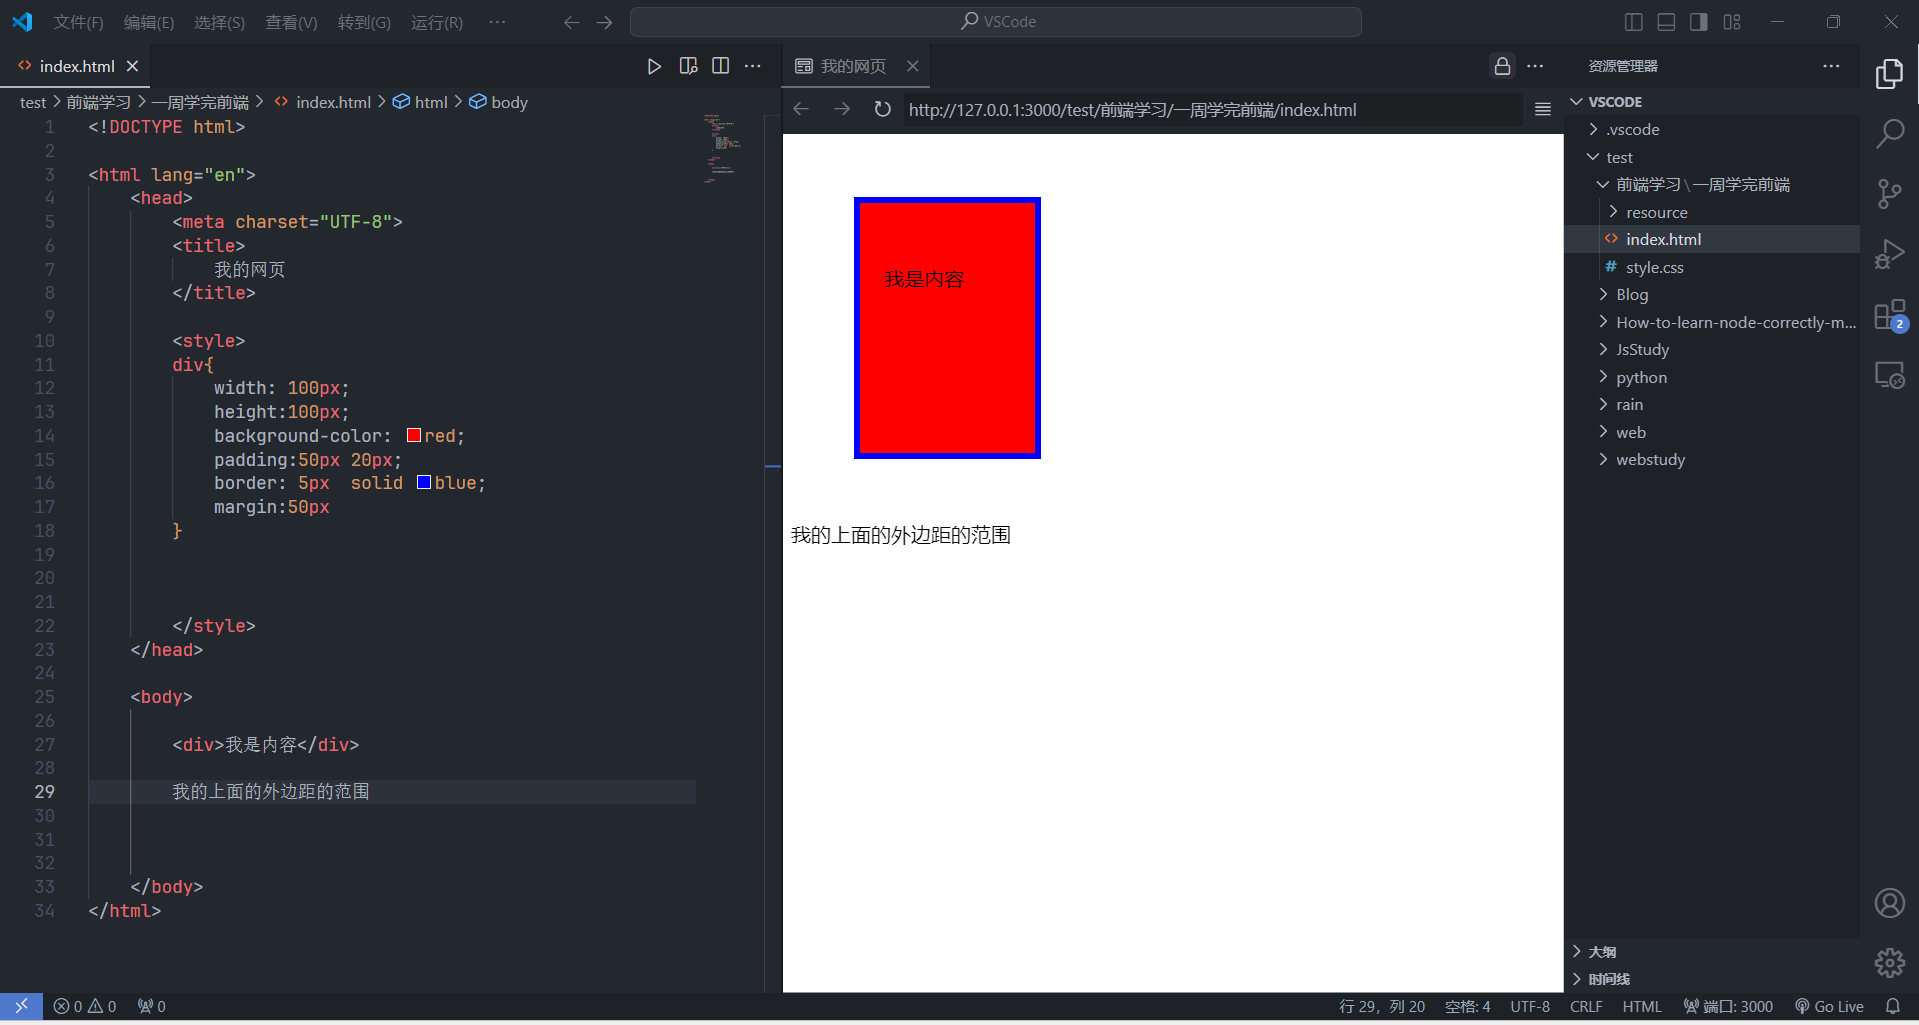 文件(F) 编辑(E) 选择(S) 查看(V) 转到(G) 运行(R) ··· VSCode
index.html
test > 前端学习 > 一周学完前端 > index.html > html > body
1 <!DOCTYPE html>
2
3 <html lang="en">
4 <head>
5 <meta charset="UTF-8">
6 <title>
7 我的网页
8 </title>
9
10 <style>
11 div{
12 width: 100px;
13 height:100px;
14 background-color: red;
15 padding:50px 20px;
16 border: 5px  solid blue;
17 margin:50px
18 }
19
20
21
22 </style>
23 </head>
24
25 <body>
26
27 <div>我是内容</div>
28
29 我的上面的外边距的范围
30
31
32
33 </body>
34 </html>
我的网页
http://127.0.0.1:3000/test/前端学习/一周学完前端/index.html
我是内容
我的上面的外边距的范围
资源管理器
VSCODE
.vscode
test
前端学习\一周学完前端
resource
index.html
# style.css
Blog
How-to-learn-node-correctly-m...
JsStudy
python
rain
web
webstudy
大纲
时间线
2
0 0 0 行 29，列 20 空格: 4 UTF-8 CRLF HTML 端口: 3000 Go Live